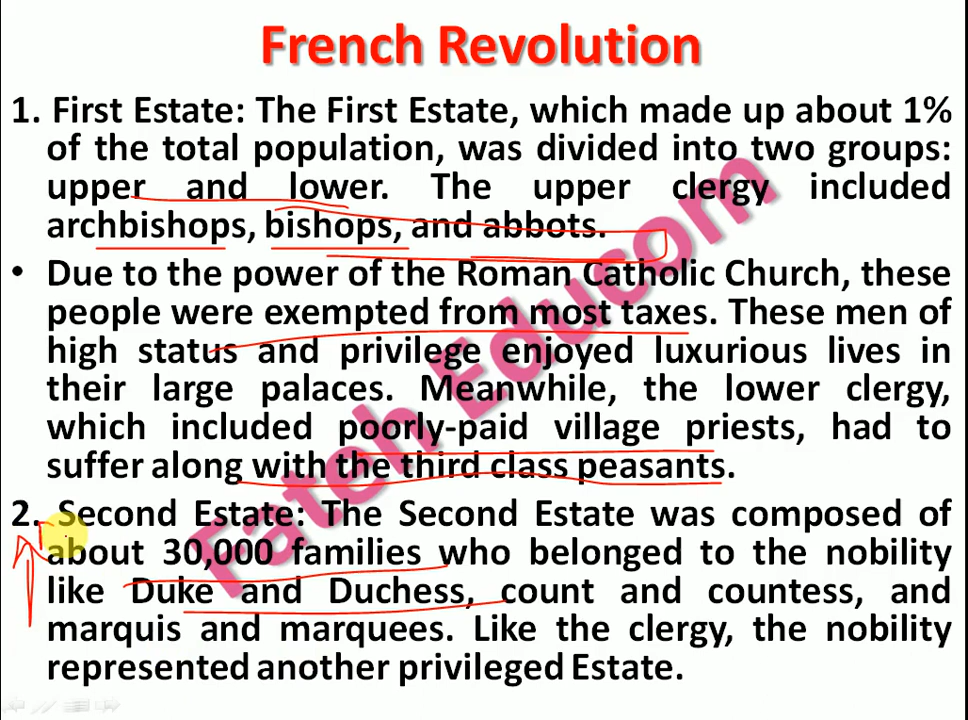 French Revolution
1. First Estate: The First Estate, which made up about 1%
of the total population, was divided into two groups:
upper and lower. The upper clergy included
archbishops, bishops, and abbots.
• Due to the power of the Roman Catholic Church, these
people were exempted from most taxes. These men of
high status and privilege enjoyed luxurious lives in
their large palaces. Meanwhile, the lower clergy,
which included poorly-paid village priests, had to
suffer along with the third class peasants.
2. Second Estate: The Second Estate was composed of
about 30,000 families who belonged to the nobility
like Duke and Duchess, count and countess, and
marquis and marquees. Like the clergy, the nobility
represented another privileged Estate.
Fateh Educom